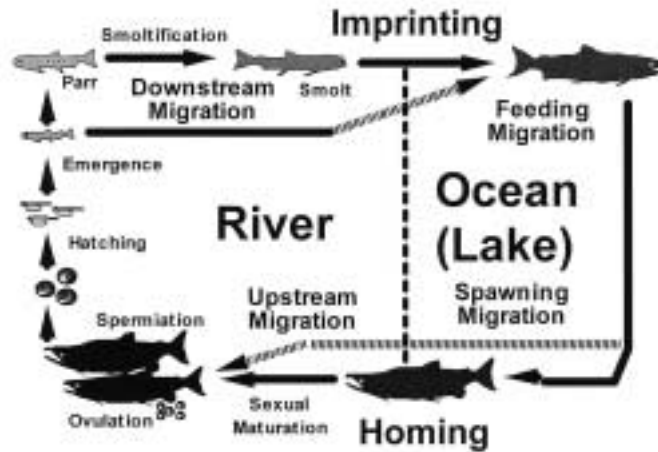 Smoltification
Imprinting
Parr
Downstream
Migration
Smolt
Feeding
Migration
Emergence
River
Ocean
(Lake)
Hatching
Upstream
Migration
Spawning
Migration
Spermiation
Ovulation
Sexual
Maturation
Homing